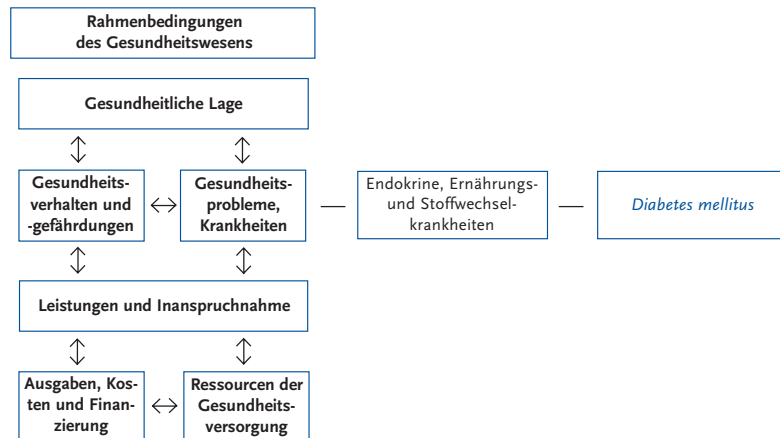 Rahmenbedingungen
des Gesundheitswesens
Gesundheitliche Lage
Gesundheits-
verhalten und
-gefährdungen
Gesundheits-
probleme,
Krankheiten
Endokrine, Ernährungs-
und Stoffwechsel-
krankheiten
Diabetes mellitus
Leistungen und Inanspruchnahme
Ausgaben, Kos-
ten und Finan-
zierung
Ressourcen der
Gesundheits-
versorgung